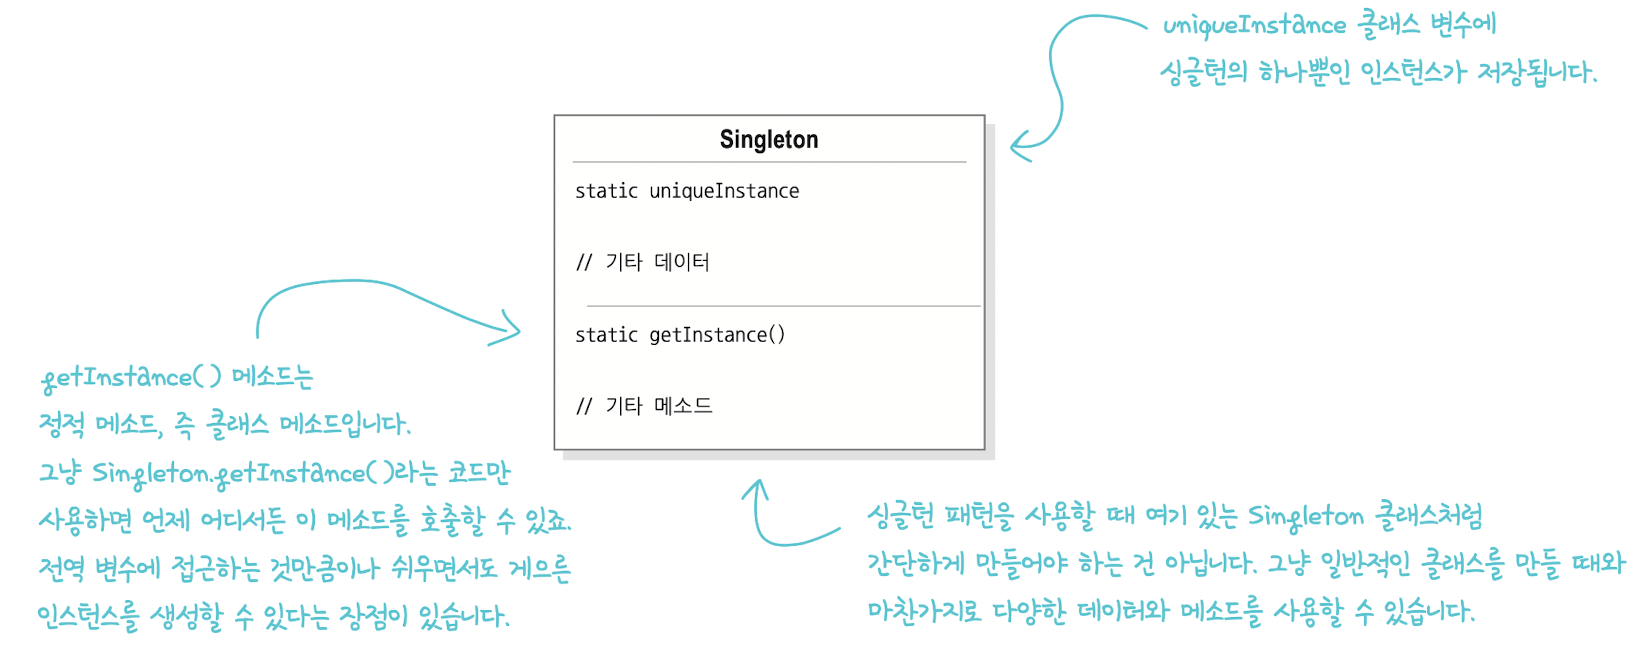 uniqueInstance 클래스 변수에
싱글턴의 하나뿐인 인스턴스가 저장됩니다.
Singleton
static uniqueInstance
// 기타 데이터
static getInstance()
// 기타 메소드
getInstance() 메소드는
정적 메소드, 즉 클래스 메소드입니다.
그냥 Singleton.getInstance()라는 코드만
사용하면 언제 어디서든 이 메소드를 호출할 수 있죠.
전역 변수에 접근하는 것만큼이나 쉬우면서도 게으른
인스턴스를 생성할 수 있다는 장점이 있습니다.
싱글턴 패턴을 사용할 때 여기 있는 Singleton 클래스처럼
간단하게 만들어야 하는 건 아닙니다. 그냥 일반적인 클래스를 만들 때와
마찬가지로 다양한 데이터와 메소드를 사용할 수 있습니다.